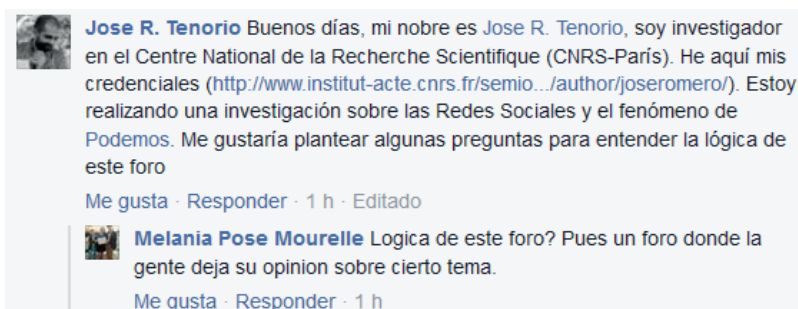 Jose R. Tenorio Buenos días, mi nobre es Jose R. Tenorio, soy investigador
en el Centre National de la Recherche Scientifique (CNRS-París). He aquí mis
credenciales (http://www.institut-acte.cnrs.fr/semio.../author/joseromero/). Estoy
realizando una investigación sobre las Redes Sociales y el fenómeno de
Podemos. Me gustaría plantear algunas preguntas para entender la lógica de
este foro
Me gusta · Responder · 1 h · Editado
Melania Pose Mourelle Logica de este foro? Pues un foro donde la
gente deja su opinion sobre cierto tema.
Me gusta · Responder · 1 h